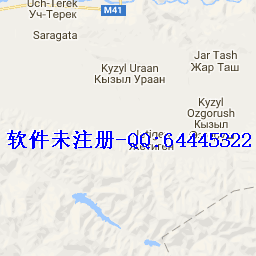 Uch-Terek
Уч-Терек
M41
Saragata
Jar Tash
Жар Таш
Kyzyl Uraan
Кызыл Ураан
Kyzyl
Ozgorush
Кызыл
软件未注册-QQ:64445322
Жетиген